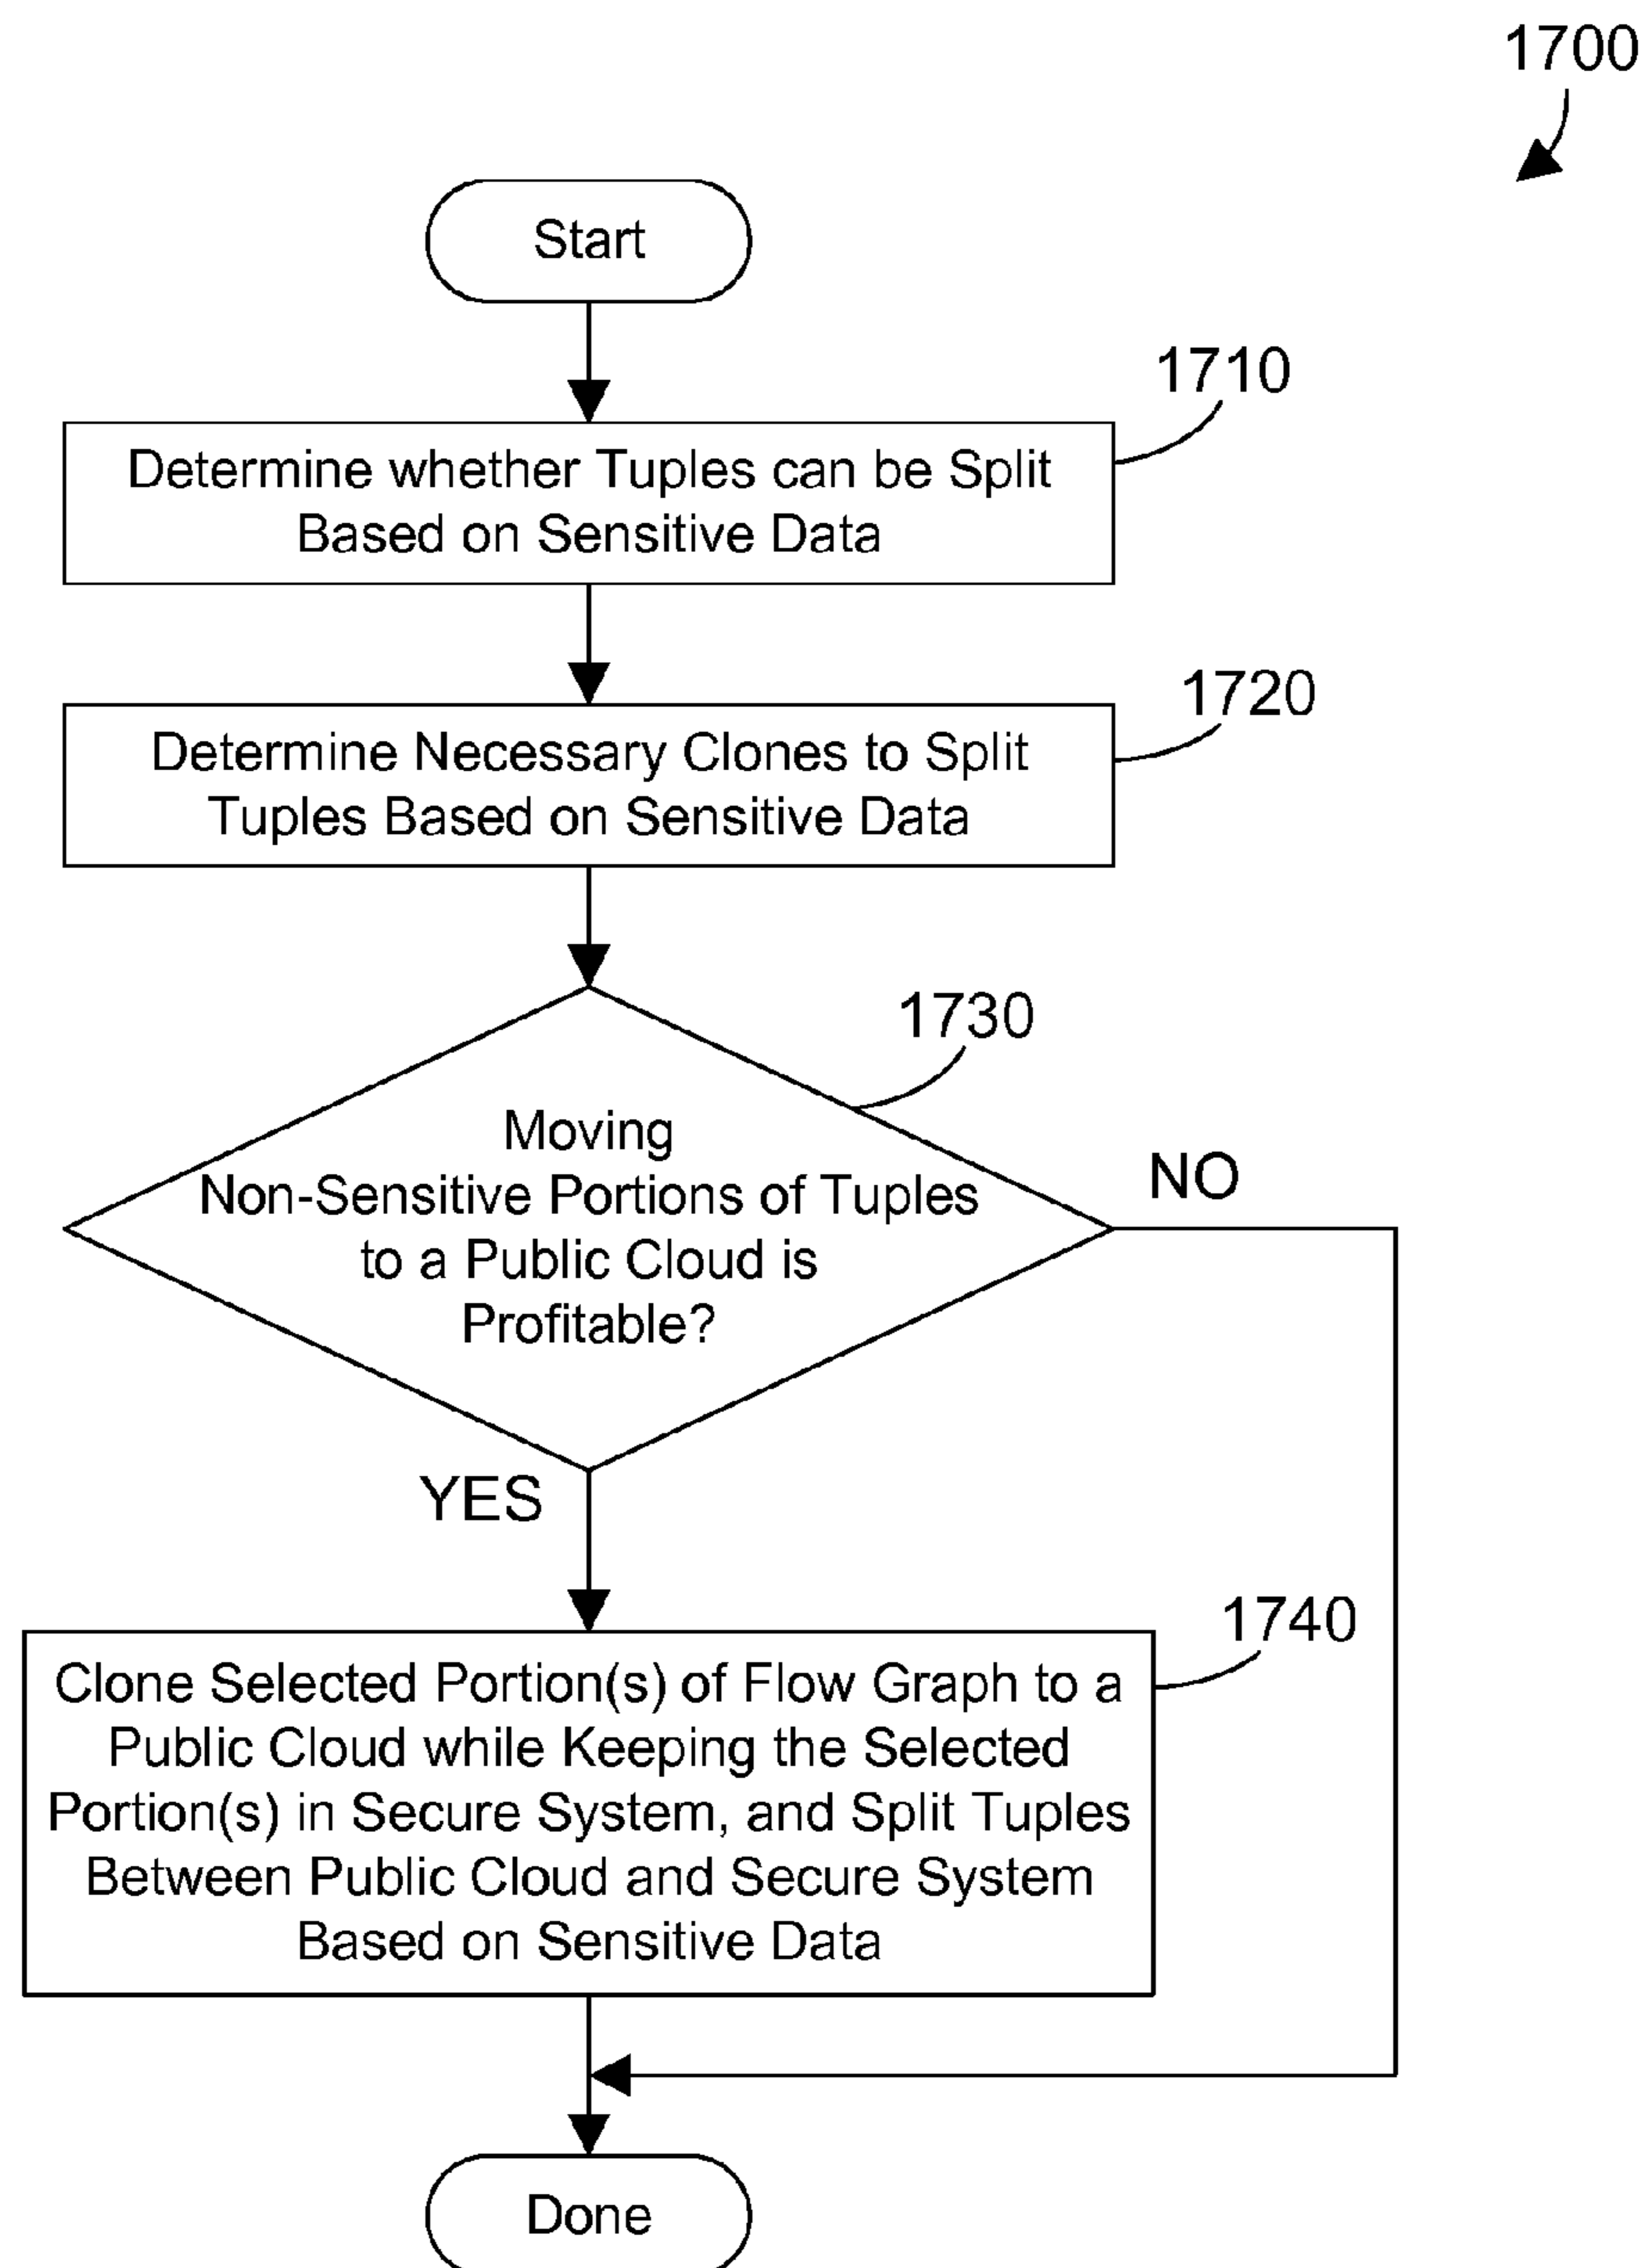 1700
Start
1710
Determine whether Tuples can be Split
Based on Sensitive Data
1720
Determine Necessary Clones to Split
Tuples Based on Sensitive Data
1730
Moving
Non-Sensitive Portions of Tuples
to a Public Cloud is
Profitable?
NO
YES
1740
Clone Selected Portion(s) of Flow Graph to a
Public Cloud while Keeping the Selected
Portion(s) in Secure System, and Split Tuples
Between Public Cloud and Secure System
Based on Sensitive Data
Done